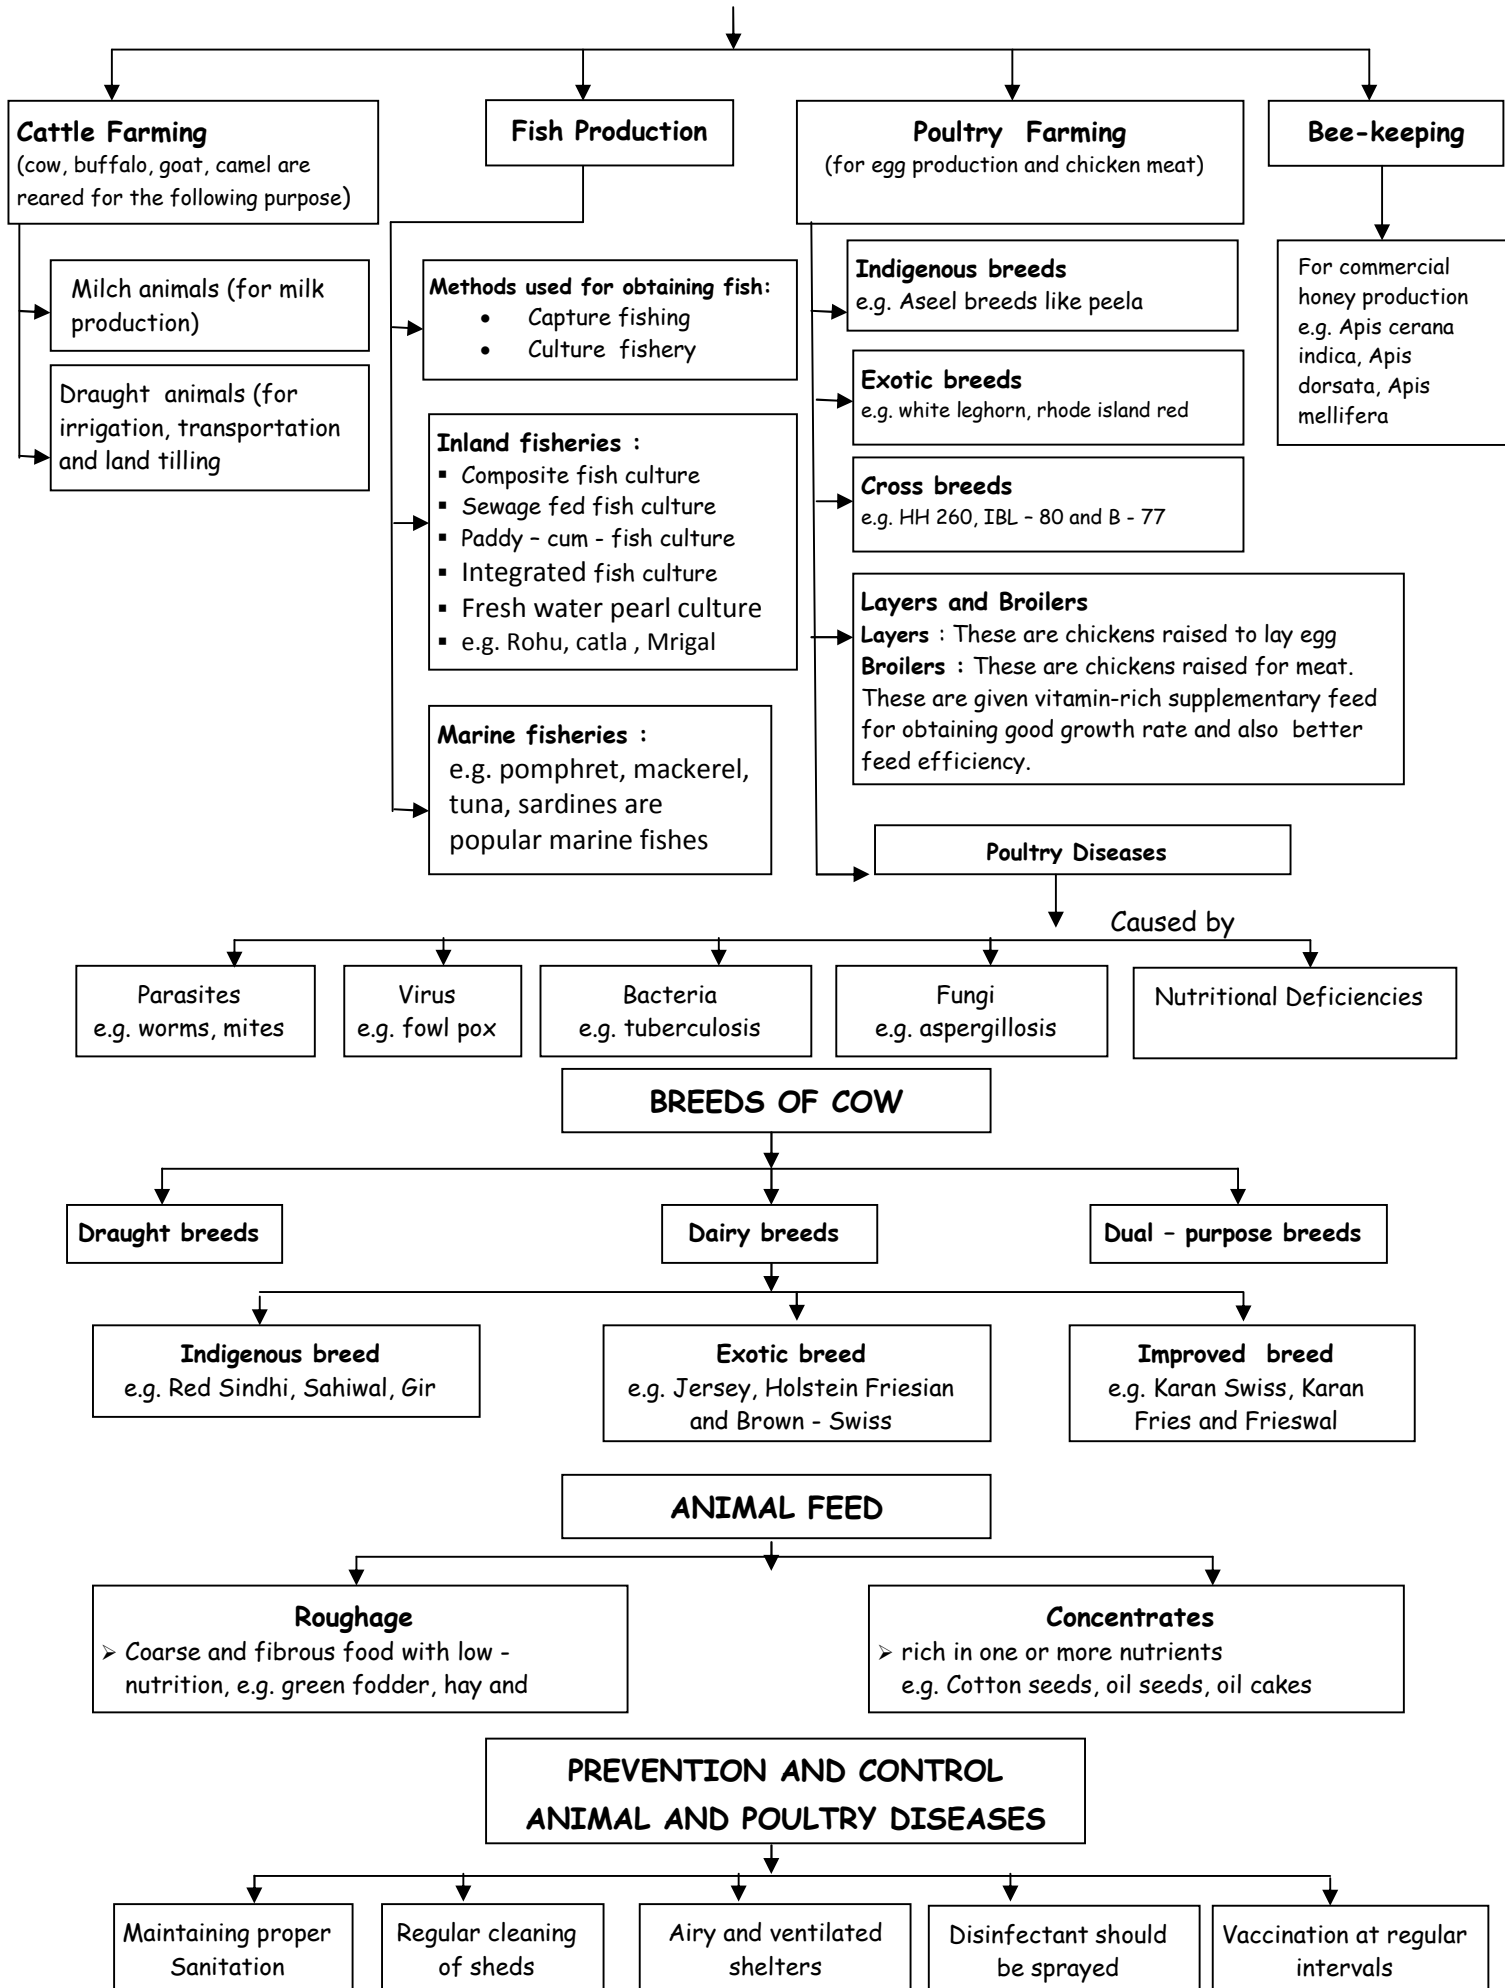 Cattle Farming
(cow, buffalo, goat, camel are
reared for the following purpose)
Milch animals (for milk
production)
Draught animals (for
irrigation, transportation
and land tilling
Fish Production
Methods used for obtaining fish:
• Capture fishing
• Culture fishery
Inland fisheries :
▪ Composite fish culture
▪ Sewage fed fish culture
▪ Paddy – cum - fish culture
▪ Integrated fish culture
▪ Fresh water pearl culture
▪ e.g. Rohu, catla , Mrigal
Marine fisheries :
e.g. pomphret, mackerel,
tuna, sardines are
popular marine fishes
Poultry Farming
(for egg production and chicken meat)
Indigenous breeds
e.g. Aseel breeds like peela
Exotic breeds
e.g. white leghorn, rhode island red
Cross breeds
e.g. HH 260, IBL – 80 and B - 77
Layers and Broilers
Layers : These are chickens raised to lay egg
Broilers : These are chickens raised for meat.
These are given vitamin-rich supplementary feed
for obtaining good growth rate and also better
feed efficiency.
Bee-keeping
For commercial
honey production
e.g. Apis cerana
indica, Apis
dorsata, Apis
mellifera
Poultry Diseases
Caused by
Parasites
e.g. worms, mites
Virus
e.g. fowl pox
Bacteria
e.g. tuberculosis
Fungi
e.g. aspergillosis
Nutritional Deficiencies
BREEDS OF COW
Draught breeds
Dairy breeds
Dual – purpose breeds
Indigenous breed
e.g. Red Sindhi, Sahiwal, Gir
Exotic breed
e.g. Jersey, Holstein Friesian
and Brown - Swiss
Improved breed
e.g. Karan Swiss, Karan
Fries and Frieswal
ANIMAL FEED
Roughage
➢ Coarse and fibrous food with low -
nutrition, e.g. green fodder, hay and
Concentrates
➢ rich in one or more nutrients
e.g. Cotton seeds, oil seeds, oil cakes
PREVENTION AND CONTROL
ANIMAL AND POULTRY DISEASES
Maintaining proper
Sanitation
Regular cleaning
of sheds
Airy and ventilated
shelters
Disinfectant should
be sprayed
Vaccination at regular
intervals